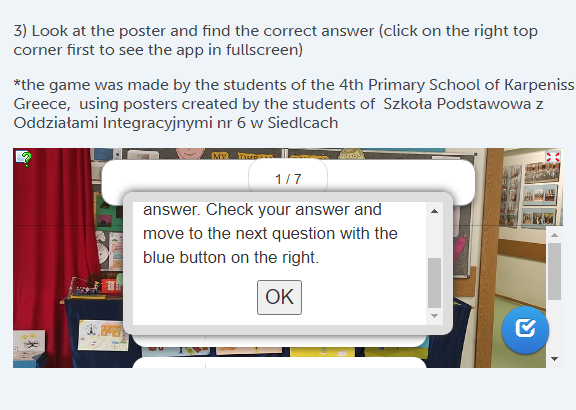 3) Look at the poster and find the correct answer (click on the right top
corner first to see the app in fullscreen)
*the game was made by the students of the 4th Primary School of Karpeniss
Greece, using posters created by the students of Szkoła Podstawowa z
Oddziałami Integracyjnymi nr 6 w Siedlcach
MY
1 / 7
answer. Check your answer and
move to the next question with the
blue button on the right.
OK